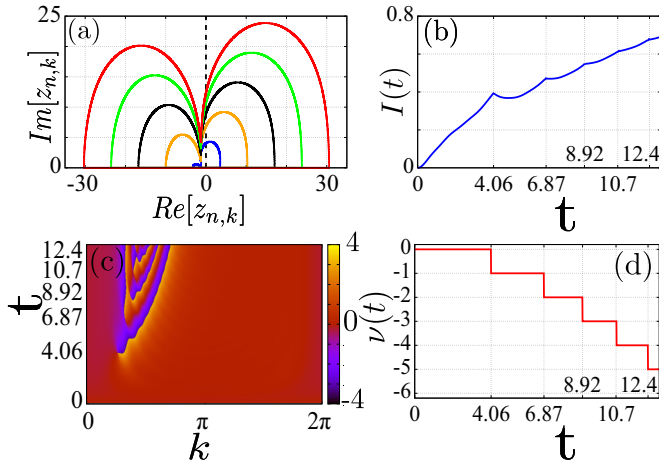 (a)
Im[z_{n,k}]
25
0
-30
0
30
Re[z_{n,k}]
(b)
I(t)
0.8
0
8.92
12.4
0
4.06
6.87
10.7
t
(c)
t
12.4
10.7
8.92
6.87
4.06
0
0
π
2π
k
4
0
-4
(d)
ν(t)
0
-1
-2
-3
-4
-5
-6
8.92
12.4
0
4.06
6.87
10.7
t